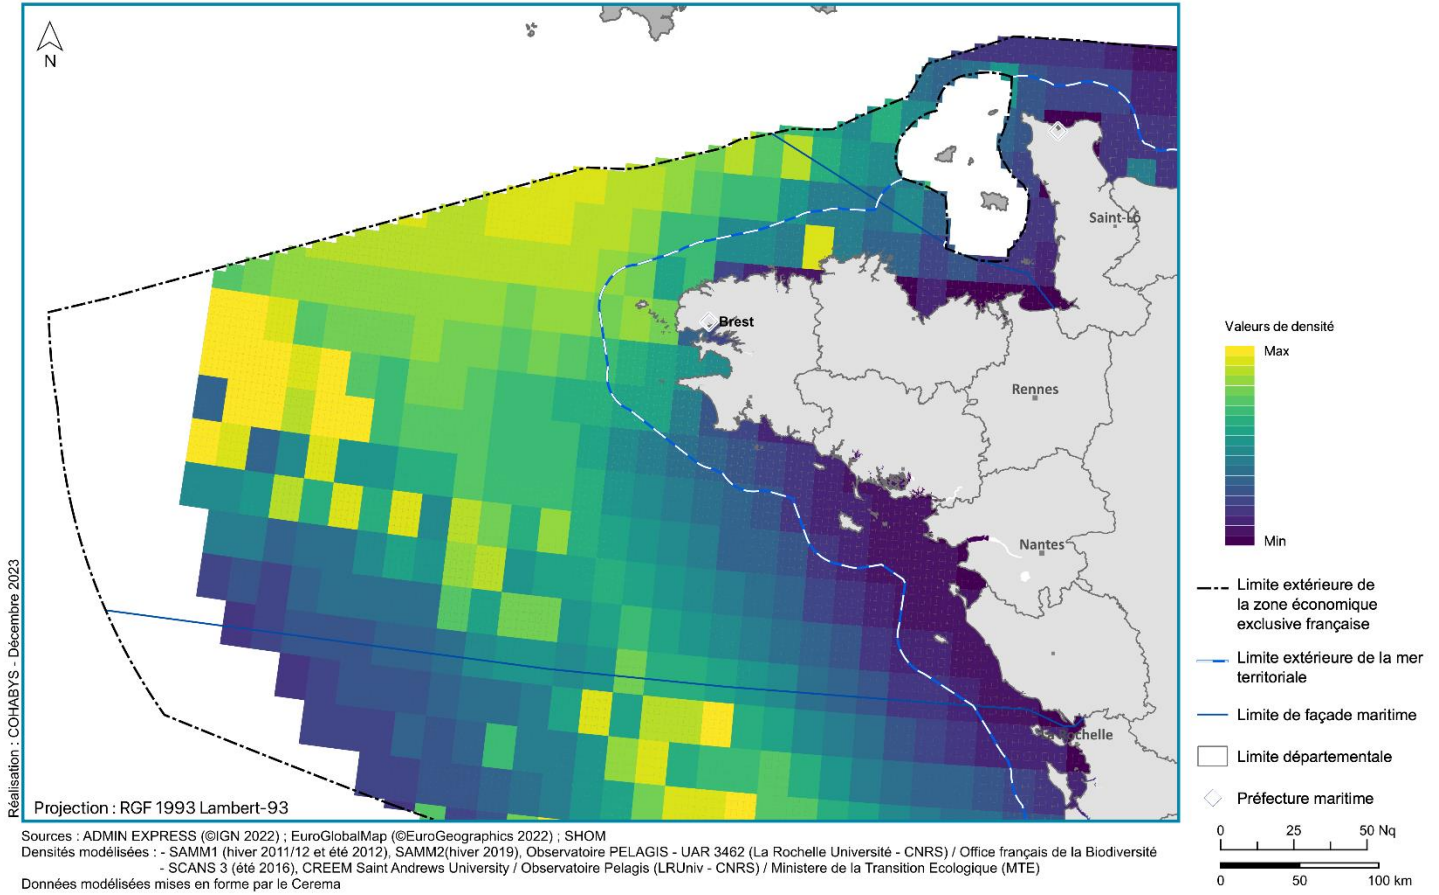 N
Saint-Lô
Brest
Rennes
Nantes
La Rochelle
Valeurs de densité
Max
Min
Limite extérieure de
la zone économique
exclusive française
Limite extérieure de la mer
territoriale
Limite de façade maritime
Limite départementale
Préfecture maritime
0 25 50 Nq
0 50 100 km
Réalisation : COHABYS - Décembre 2023
Projection : RGF 1993 Lambert-93
Sources : ADMIN EXPRESS (©IGN 2022) ; EuroGlobalMap (©EuroGeographics 2022) ; SHOM
Densités modélisées : - SAMM1 (hiver 2011/12 et été 2012), SAMM2(hiver 2019), Observatoire PELAGIS - UAR 3462 (La Rochelle Université - CNRS) / Office français de la Biodiversité
- SCANS 3 (été 2016), CREEM Saint Andrews University / Observatoire Pelagis (LRUniv - CNRS) / Ministere de la Transition Ecologique (MTE)
Données modélisées mises en forme par le Cerema